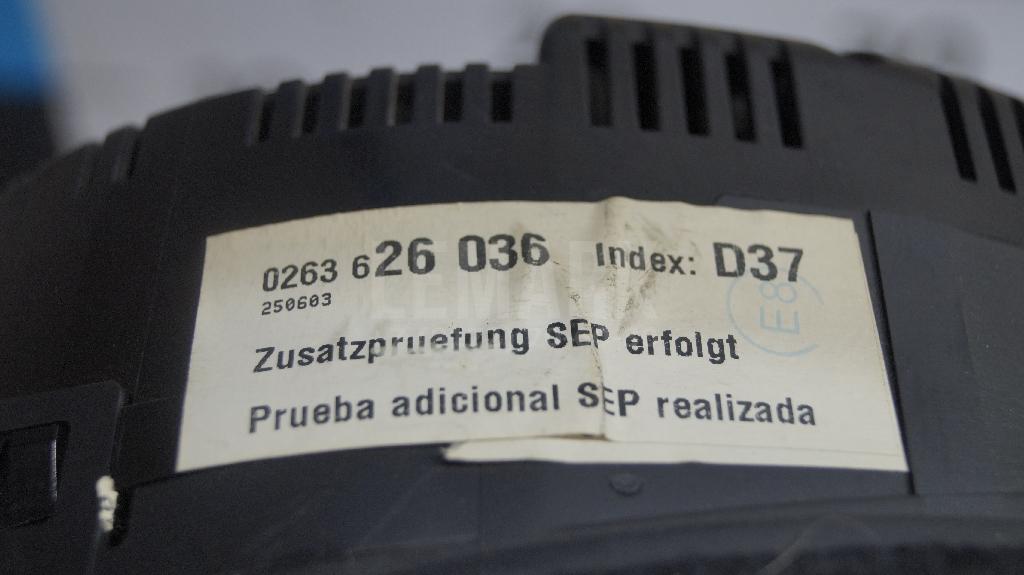 0263 626 036 Index: D37
250603
E8
Zusatzpruefung SEP erfolgt
Prueba adicional SEP realizada